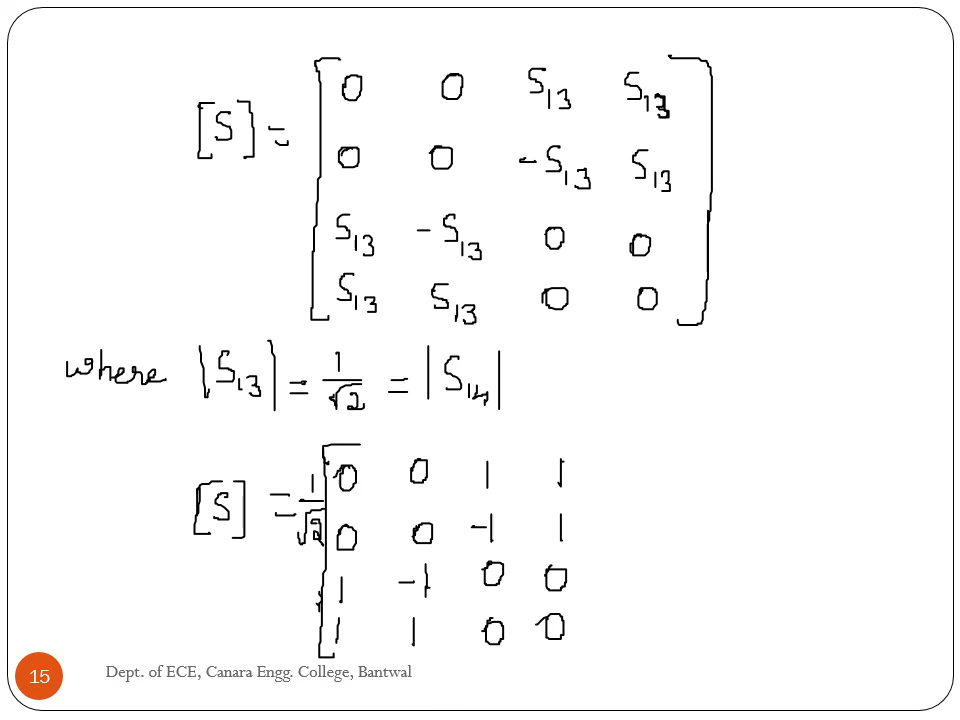 [S] =
0 0 S13 S13
0 0 -S13 S13
S13 -S13 0 0
S13 S13 0 0
where |S13| = 1/√2 = |S14|
[S] = 1/√2
0 0 1 1
0 0 -1 1
1 -1 0 0
1 1 0 0
15 Dept. of ECE, Canara Engg. College, Bantwal